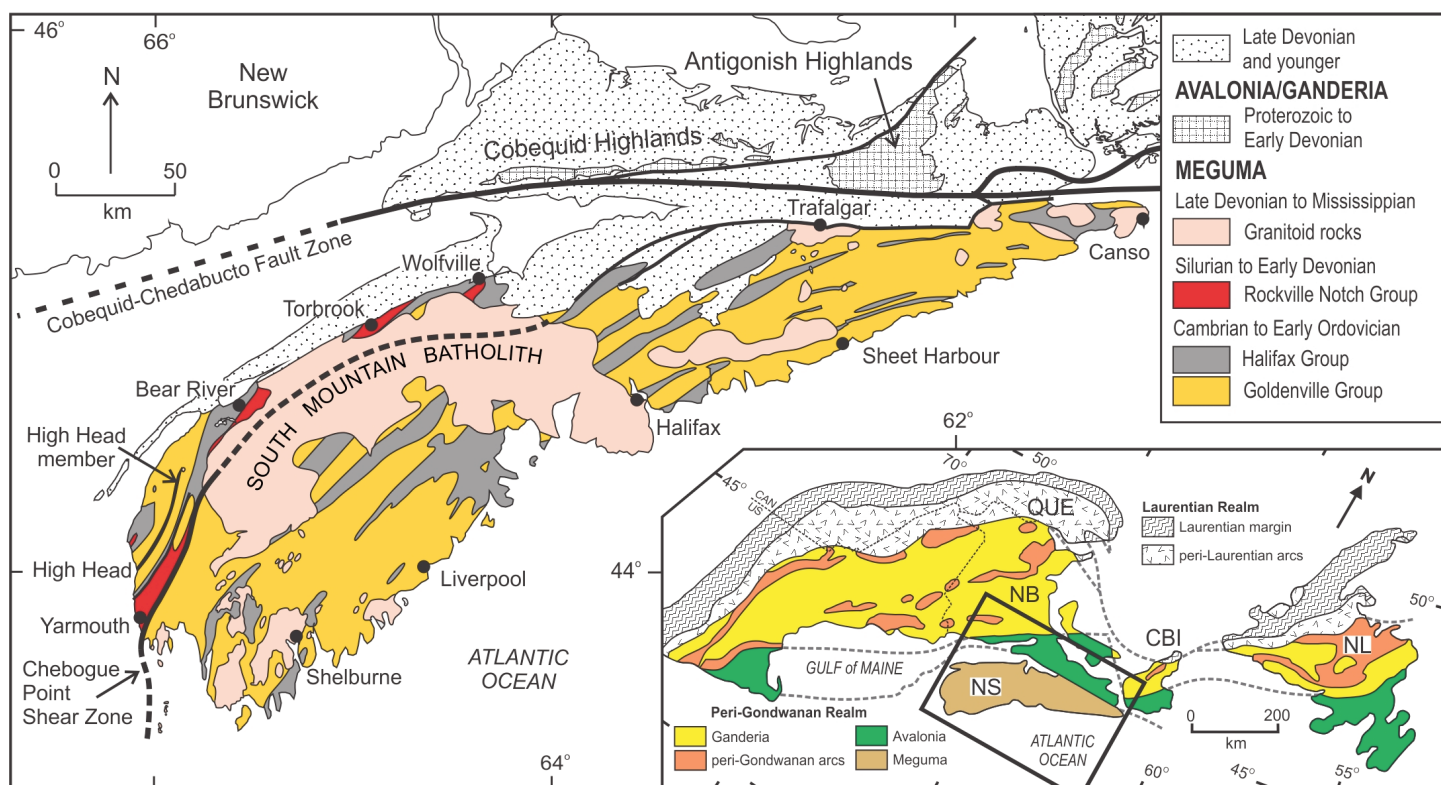 46°
66°
N
0 50
km
New
Brunswick
Antigonish Highlands
Cobequid Highlands
Cobequid-Chedabucto Fault Zone
Trafalgar
Canso
Wolfville
Torbrook
Sheet Harbour
SOUTH MOUNTAIN BATHOLITH
Bear River
Halifax
High Head
member
62°
44°
High Head
Liverpool
Yarmouth
Shelburne
Chebogue
Point
Shear Zone
ATLANTIC
OCEAN
64°
Late Devonian
and younger
AVALONIA/GANDERIA
Proterozoic to
Early Devonian
MEGUMA
Late Devonian to Mississippian
Granitoid rocks
Silurian to Early Devonian
Rockville Notch Group
Cambrian to Early Ordovician
Halifax Group
Goldenville Group
70°
50°
45°
CAN
US
QUE
N
Laurentian Realm
Laurentian margin
peri-Laurentian arcs
50°
NB
CBI
NL
GULF of MAINE
NS
0 200
km
Peri-Gondwanan Realm
Ganderia
Avalonia
peri-Gondwanan arcs
Meguma
ATLANTIC
OCEAN
60°
45°
55°